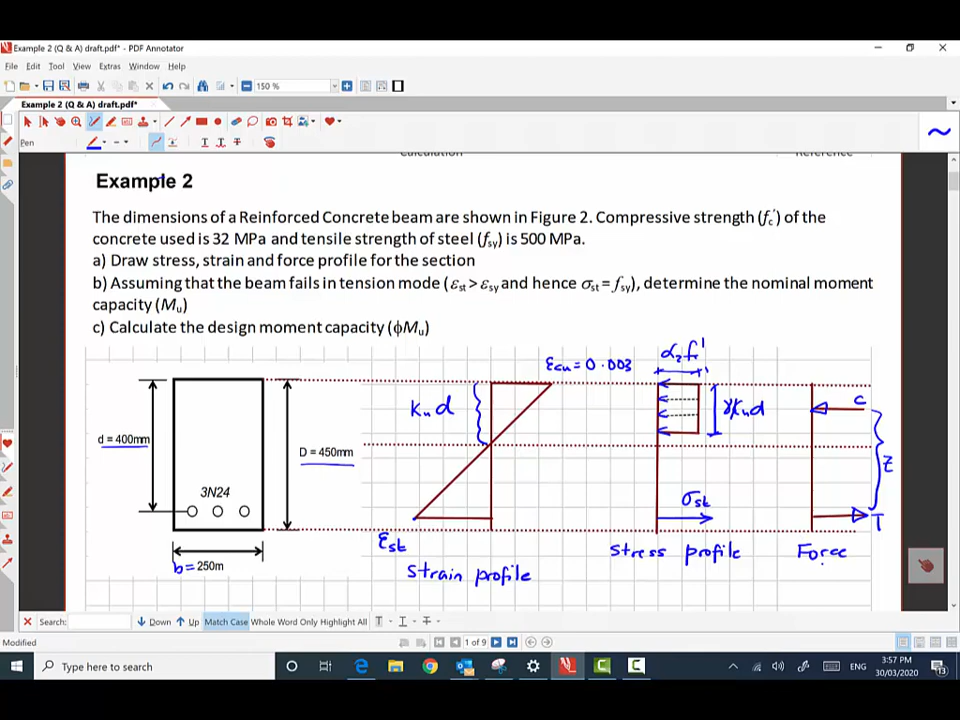 Example 2 (Q & A) draft.pdf* - PDF Annotator
File Edit Tool View Extras Window Help
150 %
Example 2 (Q & A) draft.pdf*
Pen
Calculation Reference
Example 2
The dimensions of a Reinforced Concrete beam are shown in Figure 2. Compressive strength (f'c) of the
concrete used is 32 MPa and tensile strength of steel (fsy) is 500 MPa.
a) Draw stress, strain and force profile for the section
b) Assuming that the beam fails in tension mode (εst > εsy and hence σst = fsy), determine the nominal moment
capacity (Mu)
c) Calculate the design moment capacity (ϕMu)
α2 f'c
εcu = 0.003
ku d
γku d
C
d = 400mm
D = 450mm
Z
3N24
σst
T
εst
Stress profile
Force
b = 250m
Strain profile
Search: Down Up Match Case Whole Word Only Highlight All
Modified
1 of 9
Type here to search
ENG
3:57 PM
30/03/2020
13